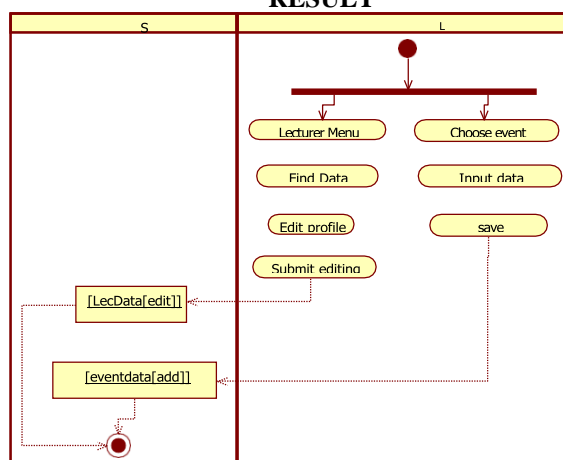 RESULT
S
L
Lecturer Menu
Choose event
Find Data
Input data
Edit profile
save
Submit editing
[LecData[edit]]
[eventdata[add]]